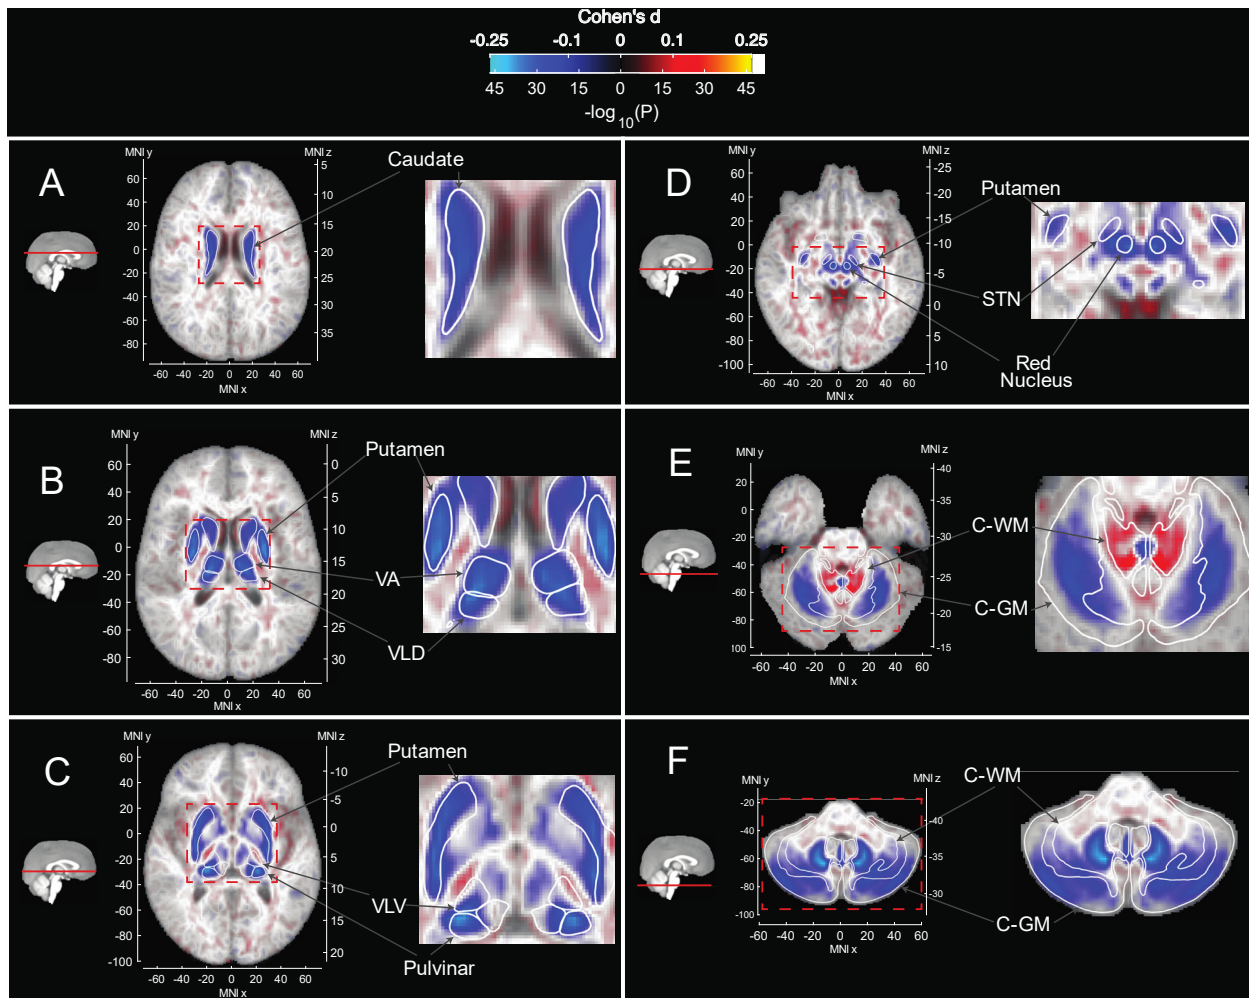 Cohen's d
-0.25 -0.1 0 0.1 0.25
45 30 15 0 15 30 45
-log10(P)
A
MNI y
60
40
20
0
-20
-40
-60
-80
-60 -40 -20 0 20 40 60
MNI x
MNI z
5
10
15
20
25
30
35
Caudate
B
MNI y
60
40
20
0
-20
-40
-60
-80
-60 -40 -20 0 20 40 60
MNI x
MNI z
0
5
10
15
20
25
30
Putamen
VA
VLD
C
MNI y
60
40
20
0
-20
-40
-60
-80
-100
-60 -40 -20 0 20 40 60
MNI x
MNI z
-10
-5
0
5
10
15
20
Putamen
VLV
Pulvinar
D
MNI y
60
40
20
0
-20
-40
-60
-80
-100
-60 -40 -20 0 20 40 60
MNI x
MNI z
-25
-20
-15
-10
-5
0
5
10
Putamen
STN
Red
Nucleus
E
MNI y
20
0
-20
-40
-60
-80
100
-60 -40 -20 0 20 40 60
MNI x
MNI z
-40
-35
-30
-25
-20
-15
C-WM
C-GM
F
MNI y
-20
-40
-60
-80
-100
-60 -40 -20 0 20 40 60
MNI x
MNI z
-40
-35
-30
C-WM
C-GM